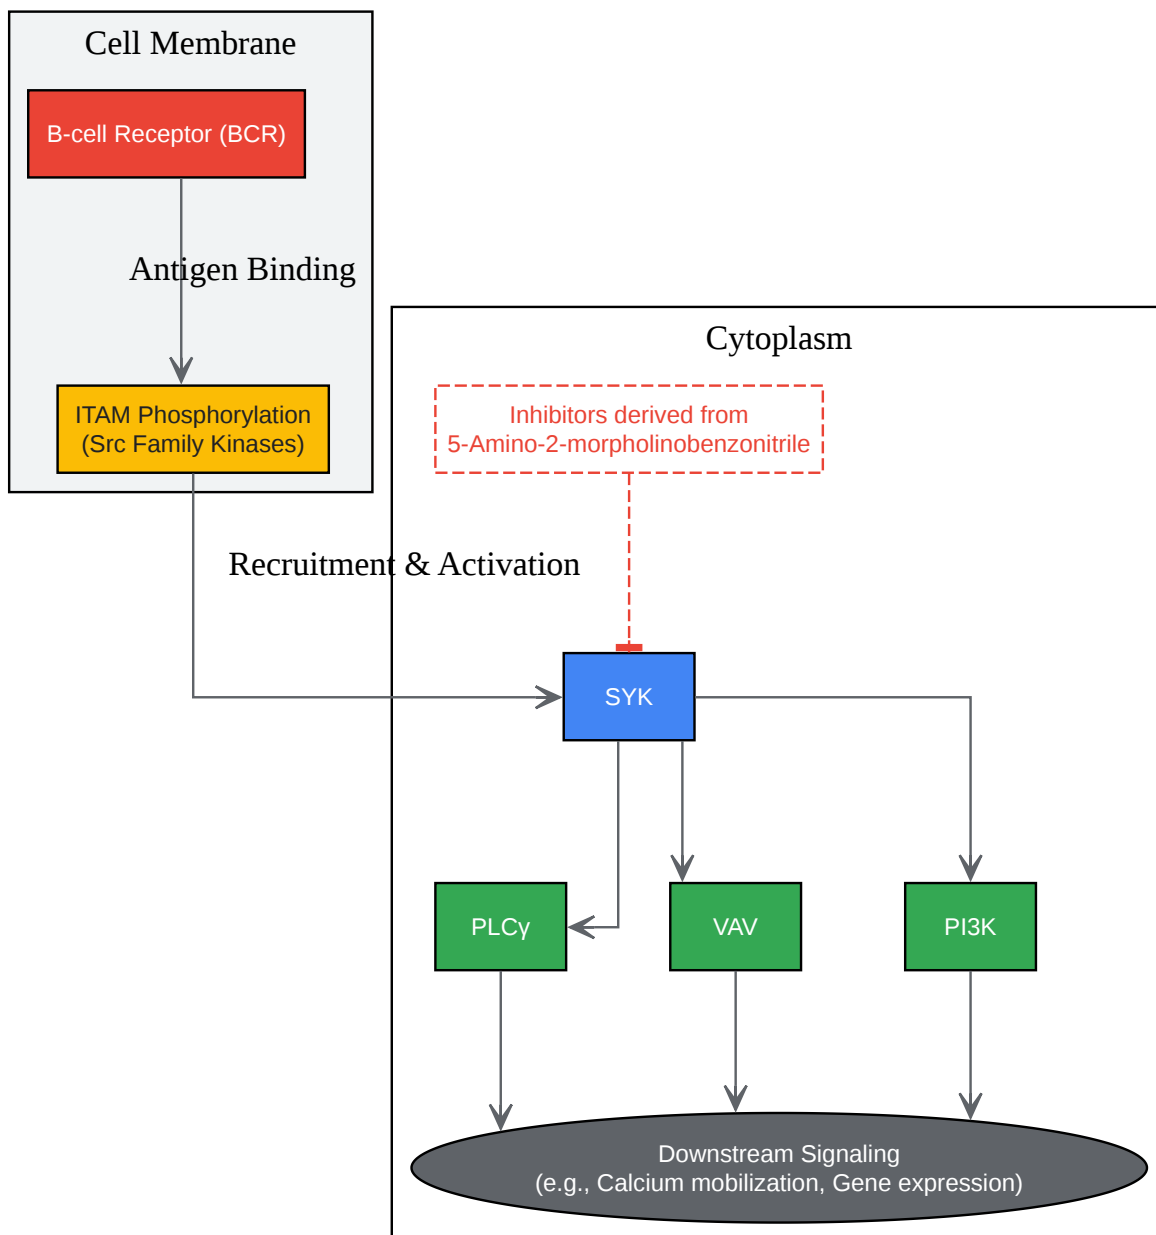 Cell Membrane
B-cell Receptor (BCR)
Antigen Binding
Cytoplasm
ITAM Phosphorylation
(Src Family Kinases)
Inhibitors derived from
5-Amino-2-morpholinobenzonitrile
Recruitment & Activation
SYK
PLCγ
VAV
PI3K
Downstream Signaling
(e.g., Calcium mobilization, Gene expression)